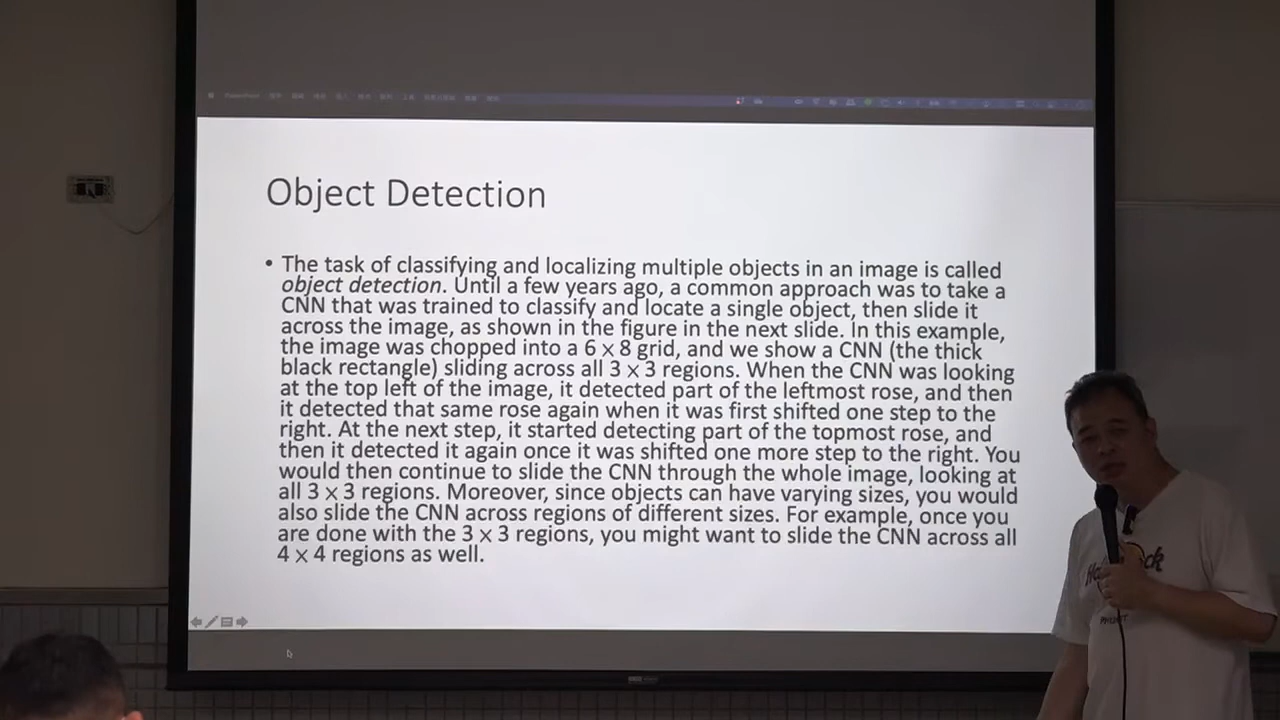 Object Detection
• The task of classifying and localizing multiple objects in an image is called
object detection. Until a few years ago, a common approach was to take a
CNN that was trained to classify and locate a single object, then slide it
across the image, as shown in the figure in the next slide. In this example,
the image was chopped into a 6 × 8 grid, and we show a CNN (the thick
black rectangle) sliding across all 3 × 3 regions. When the CNN was looking
at the top left of the image, it detected part of the leftmost rose, and then
it detected that same rose again when it was first shifted one step to the
right. At the next step, it started detecting part of the topmost rose, and
then it detected it again once it was shifted one more step to the right. You
would then continue to slide the CNN through the whole image, looking at
all 3 × 3 regions. Moreover, since objects can have varying sizes, you would
also slide the CNN across regions of different sizes. For example, once you
are done with the 3 × 3 regions, you might want to slide the CNN across all
4 × 4 regions as well.